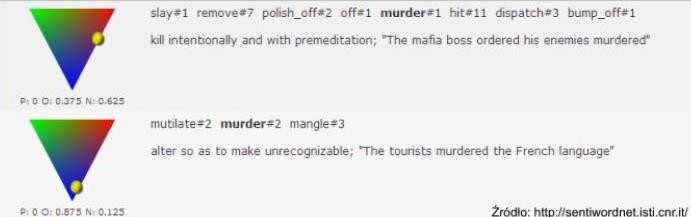 slay#1 remove#7 polish_off#2 off#1 murder#1 hit#11 dispatch#3 bump_off#1
kill intentionally and with premeditation; "The mafia boss ordered his enemies murdered"
P: 0 O: 0.375 N: 0.625
mutilate#2 murder#2 mangle#3
alter so as to make unrecognizable; "The tourists murdered the French language"
P: 0 O: 0.875 N: 0.125
Źródło: http://sentiwordnet.isti.cnr.it/